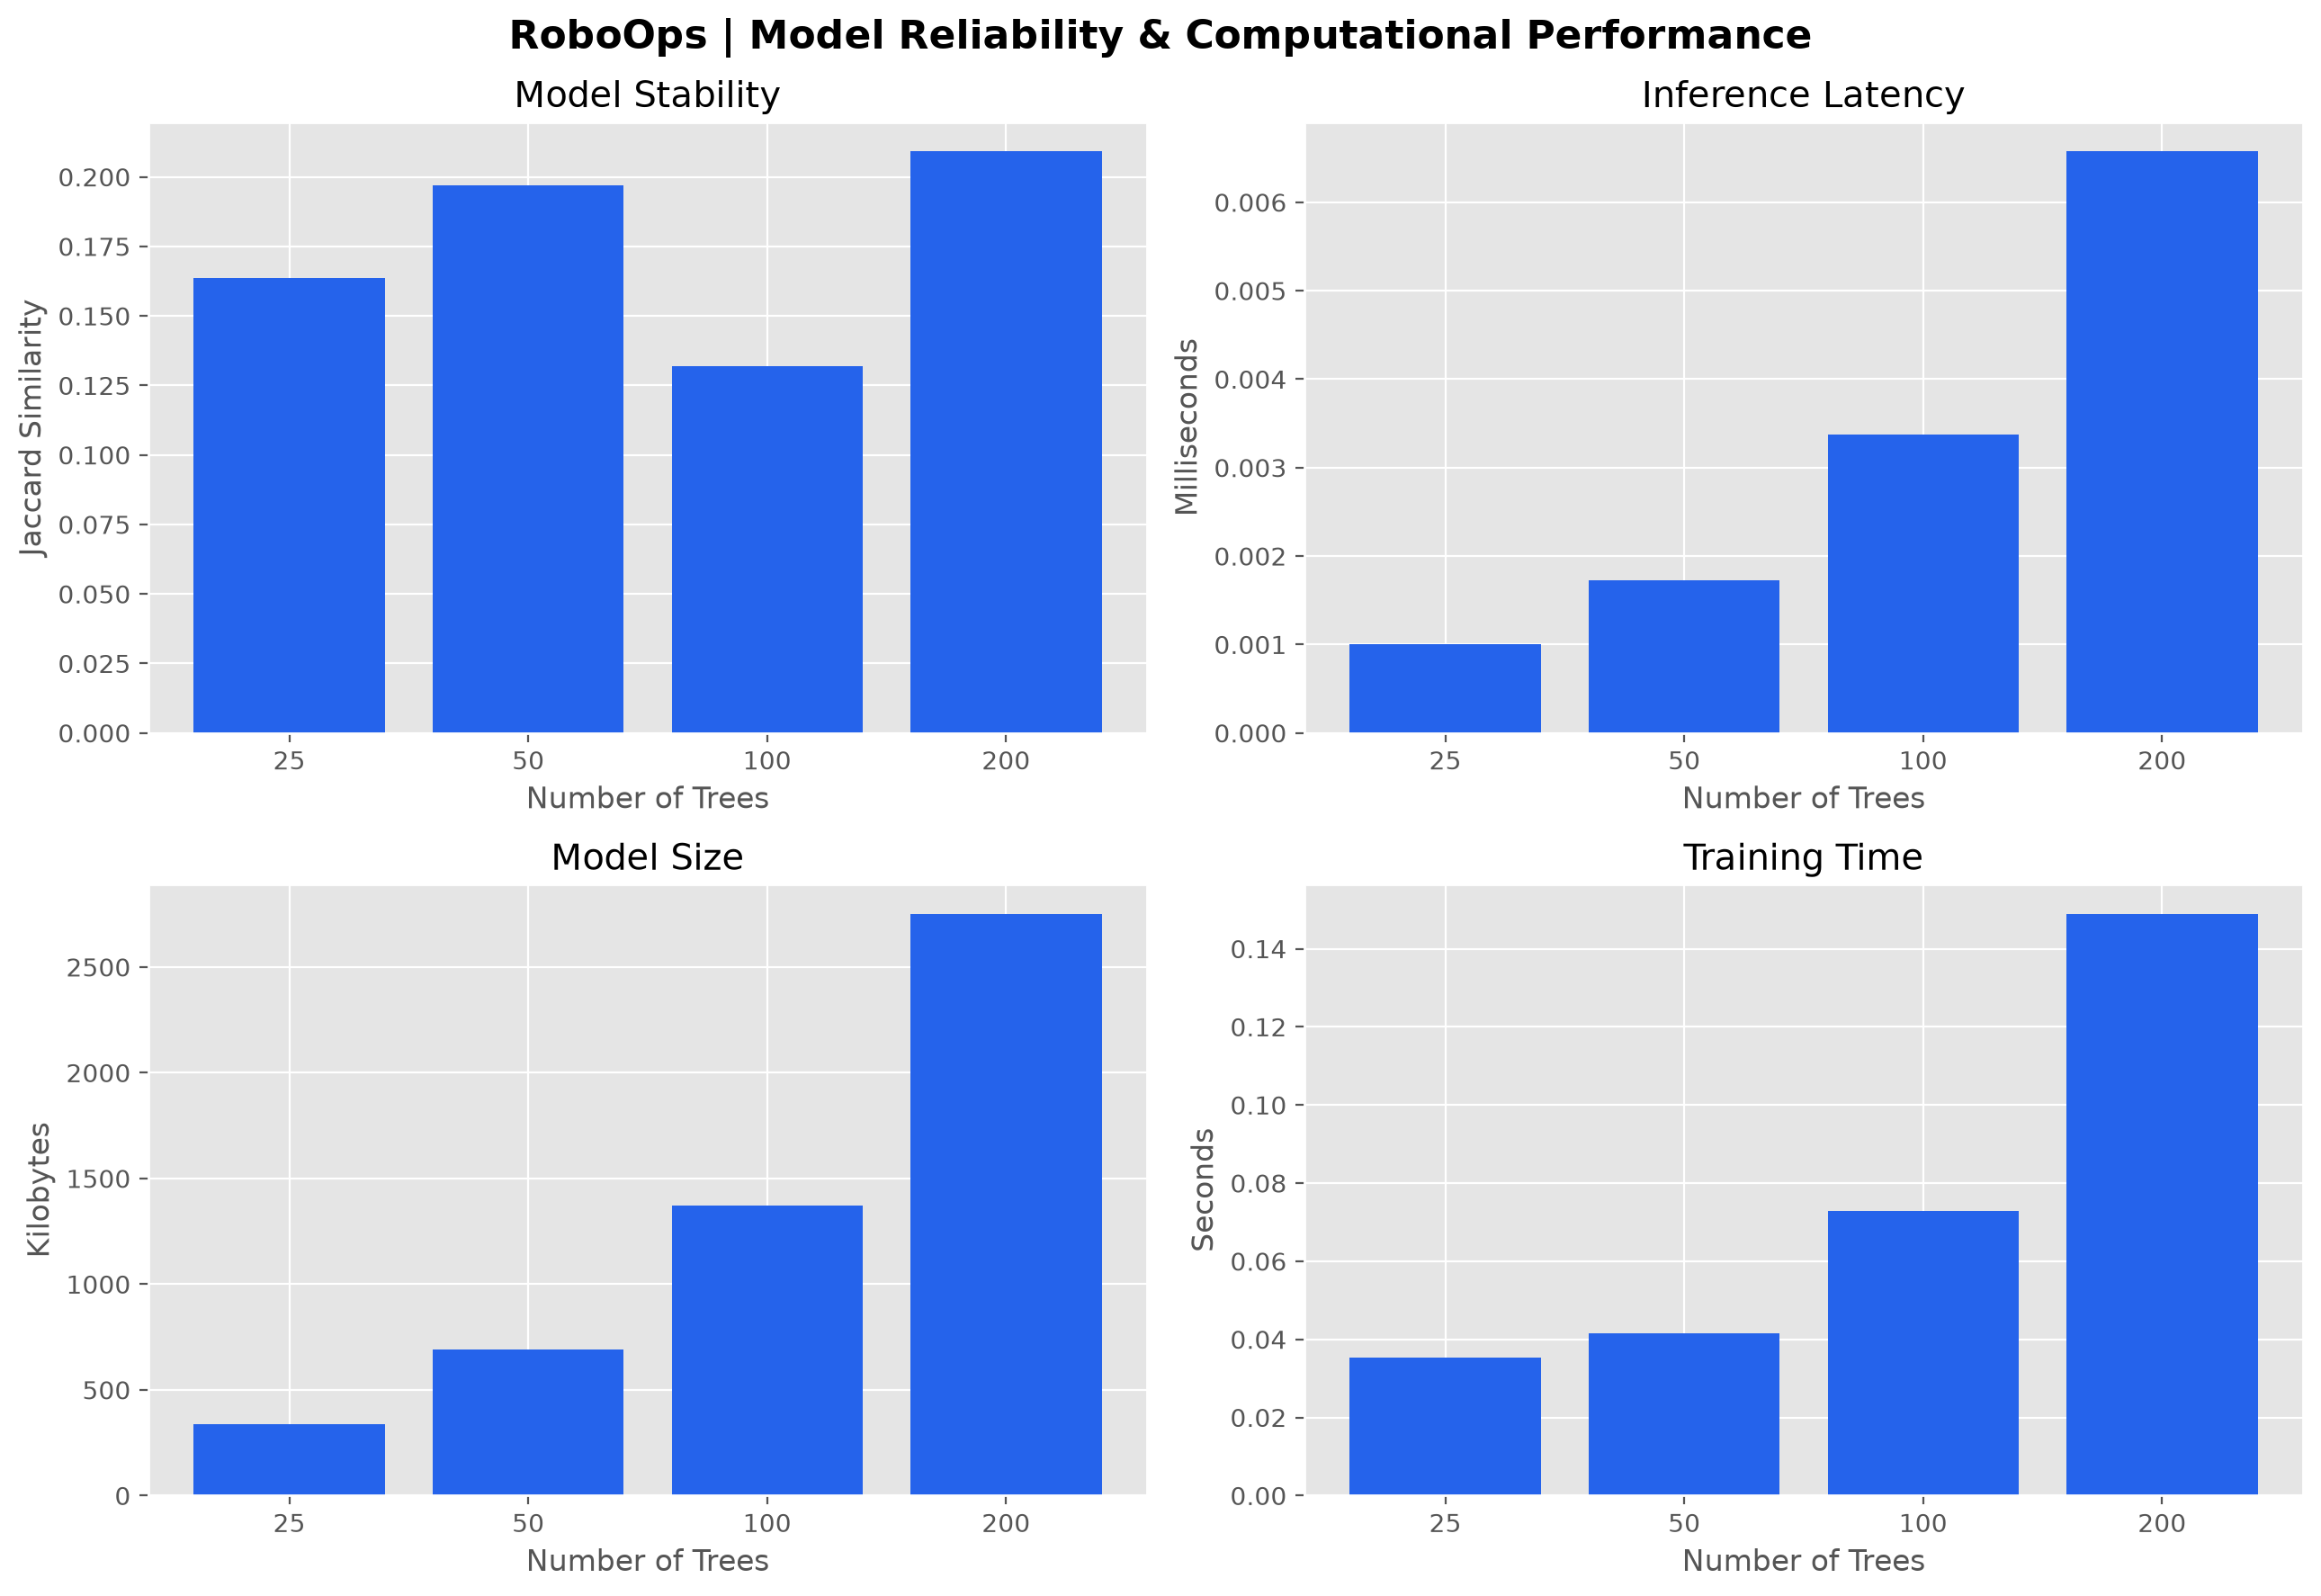 RoboOps | Model Reliability & Computational Performance
Model Stability
Jaccard Similarity
0.200
0.175
0.150
0.125
0.100
0.075
0.050
0.025
0.000
25 50 100 200
Number of Trees
Inference Latency
Milliseconds
0.006
0.005
0.004
0.003
0.002
0.001
0.000
25 50 100 200
Number of Trees
Model Size
Kilobytes
2500
2000
1500
1000
500
0
25 50 100 200
Number of Trees
Training Time
Seconds
0.14
0.12
0.10
0.08
0.06
0.04
0.02
0.00
25 50 100 200
Number of Trees